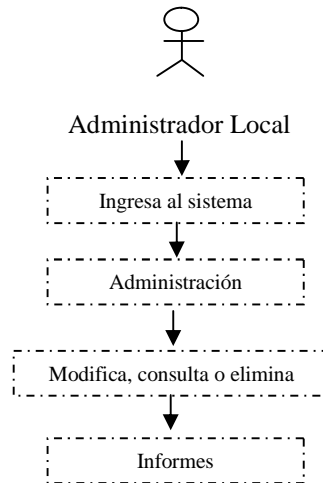 Administrador Local
Ingresa al sistema
Administración
Modifica, consulta o elimina
Informes